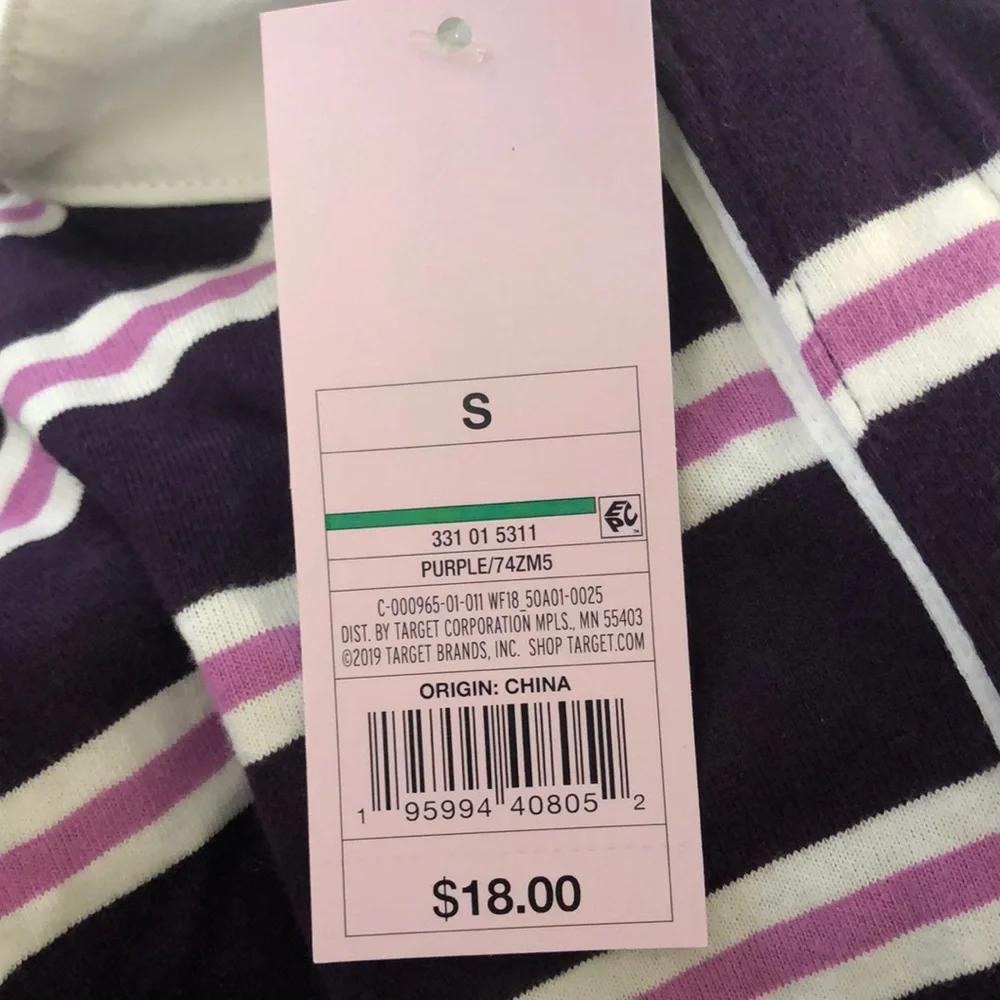 S
EPC
331 01 5311
PURPLE/74ZM5
C-000965-01-011 WF18_50A01-0025
DIST. BY TARGET CORPORATION MPLS., MN 55403
©2019 TARGET BRANDS, INC. SHOP TARGET.COM
ORIGIN: CHINA
1 95994 40805 2
$18.00